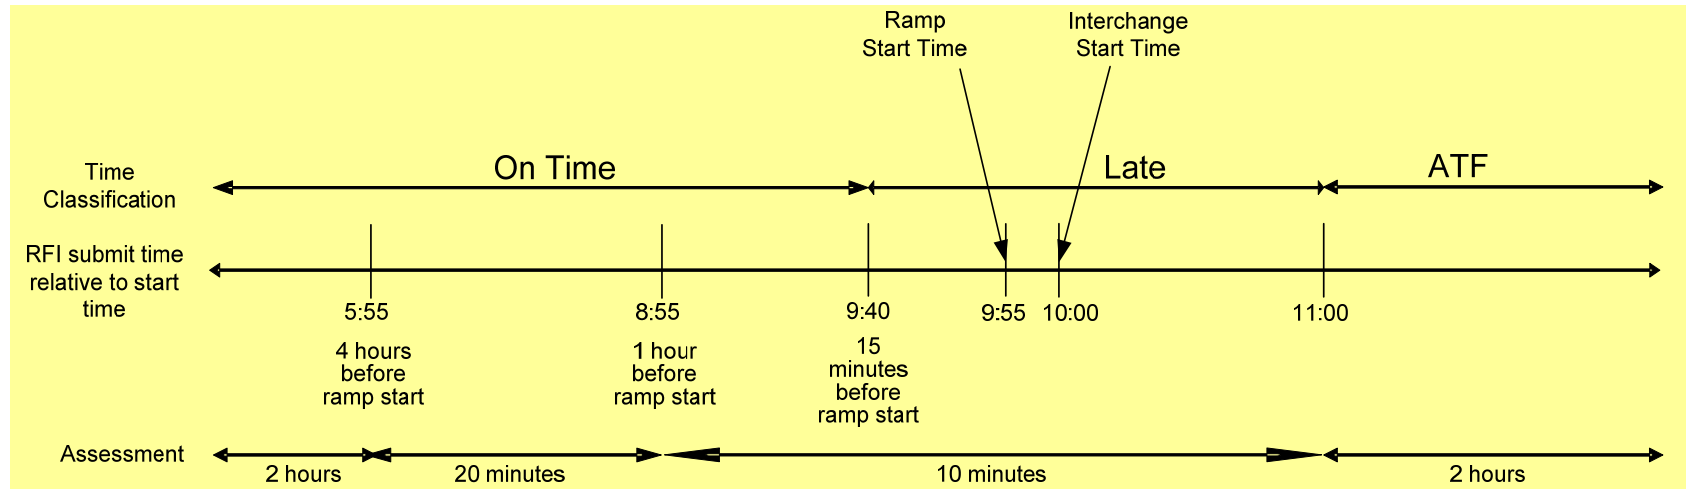 Ramp
Start Time
Interchange
Start Time
Time
Classification
On Time
Late
ATF
RFI submit time
relative to start
time
5:55
8:55
9:40
9:55
10:00
11:00
4 hours
before
ramp start
1 hour
before
ramp start
15
minutes
before
ramp start
Assessment
2 hours
20 minutes
10 minutes
2 hours